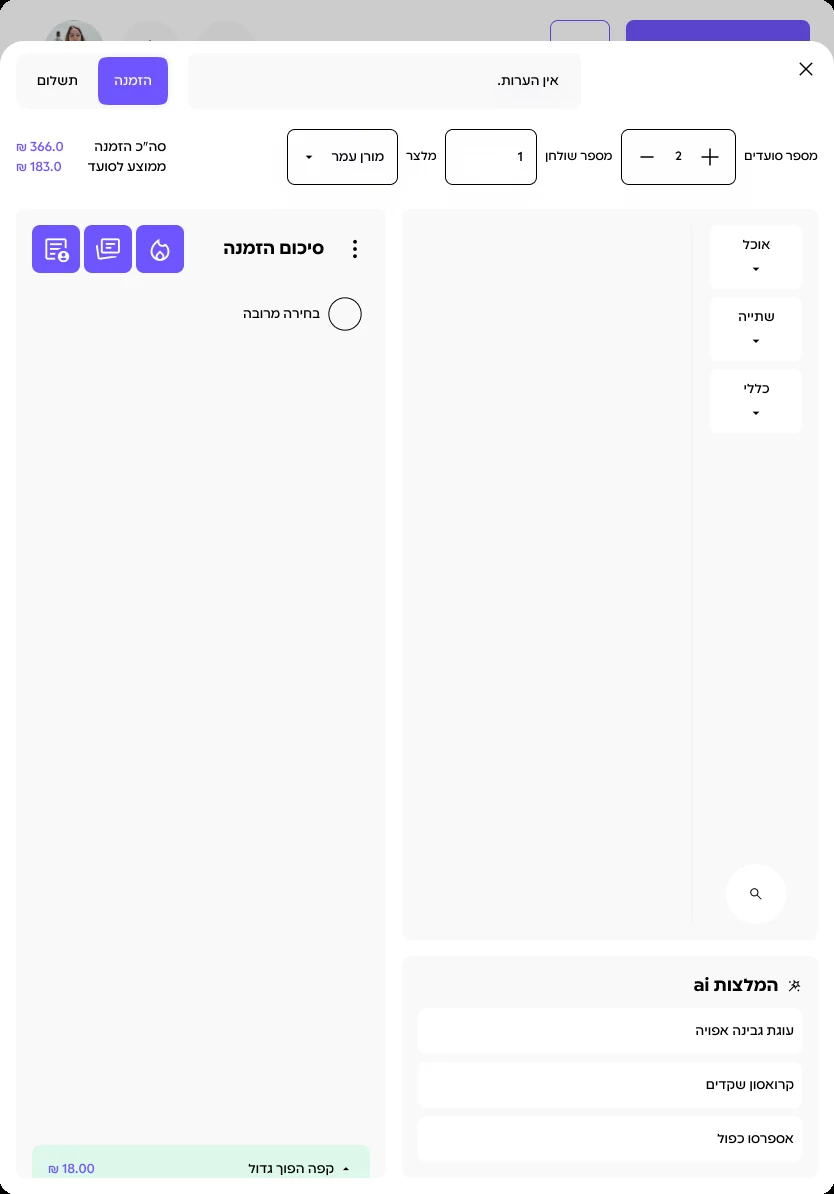 אין הערות.
הזמנה
תשלום
מספר סועדים
2
מספר שולחן
1
מלצר
מורן עמר
סה"כ הזמנה
366.0 ₪
ממוצע לסועד
183.0 ₪
אוכל
שתייה
כללי
המלצות ai
עוגת גבינה אפויה
קרואסון שקדים
אספרסו כפול
סיכום הזמנה
בחירה מרובה
קפה הפוך גדול
18.00 ₪